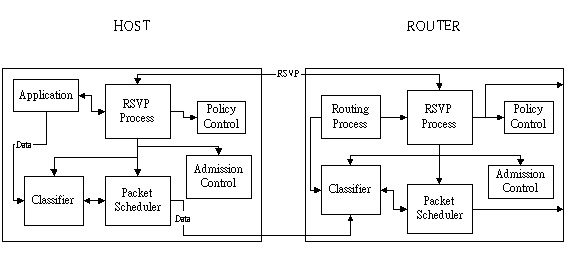 HOST
ROUTER
RSVP
Application
RSVP
Process
Policy
Control
Routing
Process
RSVP
Process
Policy
Control
Data
Admission
Control
Classifier
Packet
Scheduler
Data
Classifier
Packet
Scheduler
Admission
Control